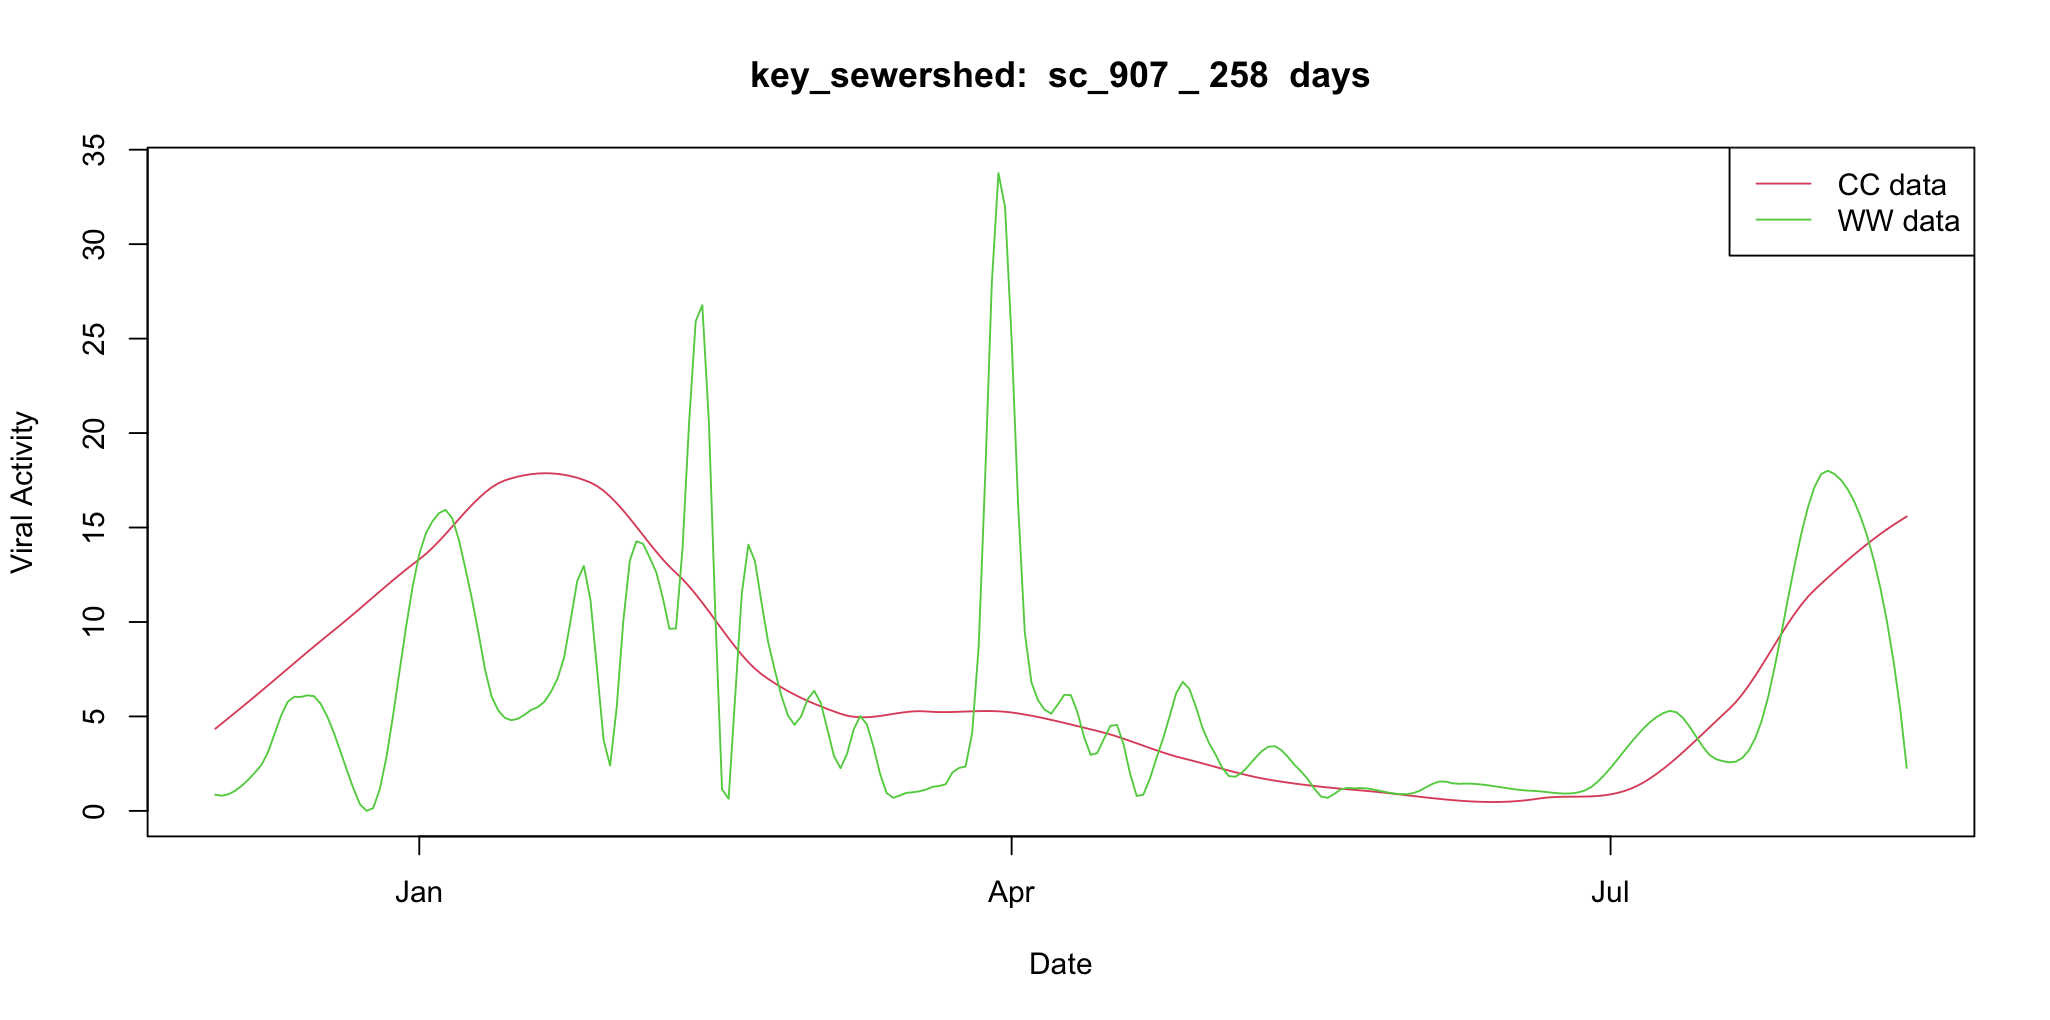 key_sewershed: sc_907 _ 258 days
CC data
WW data
Viral Activity
35
30
25
20
15
10
5
0
Jan Apr Jul
Date